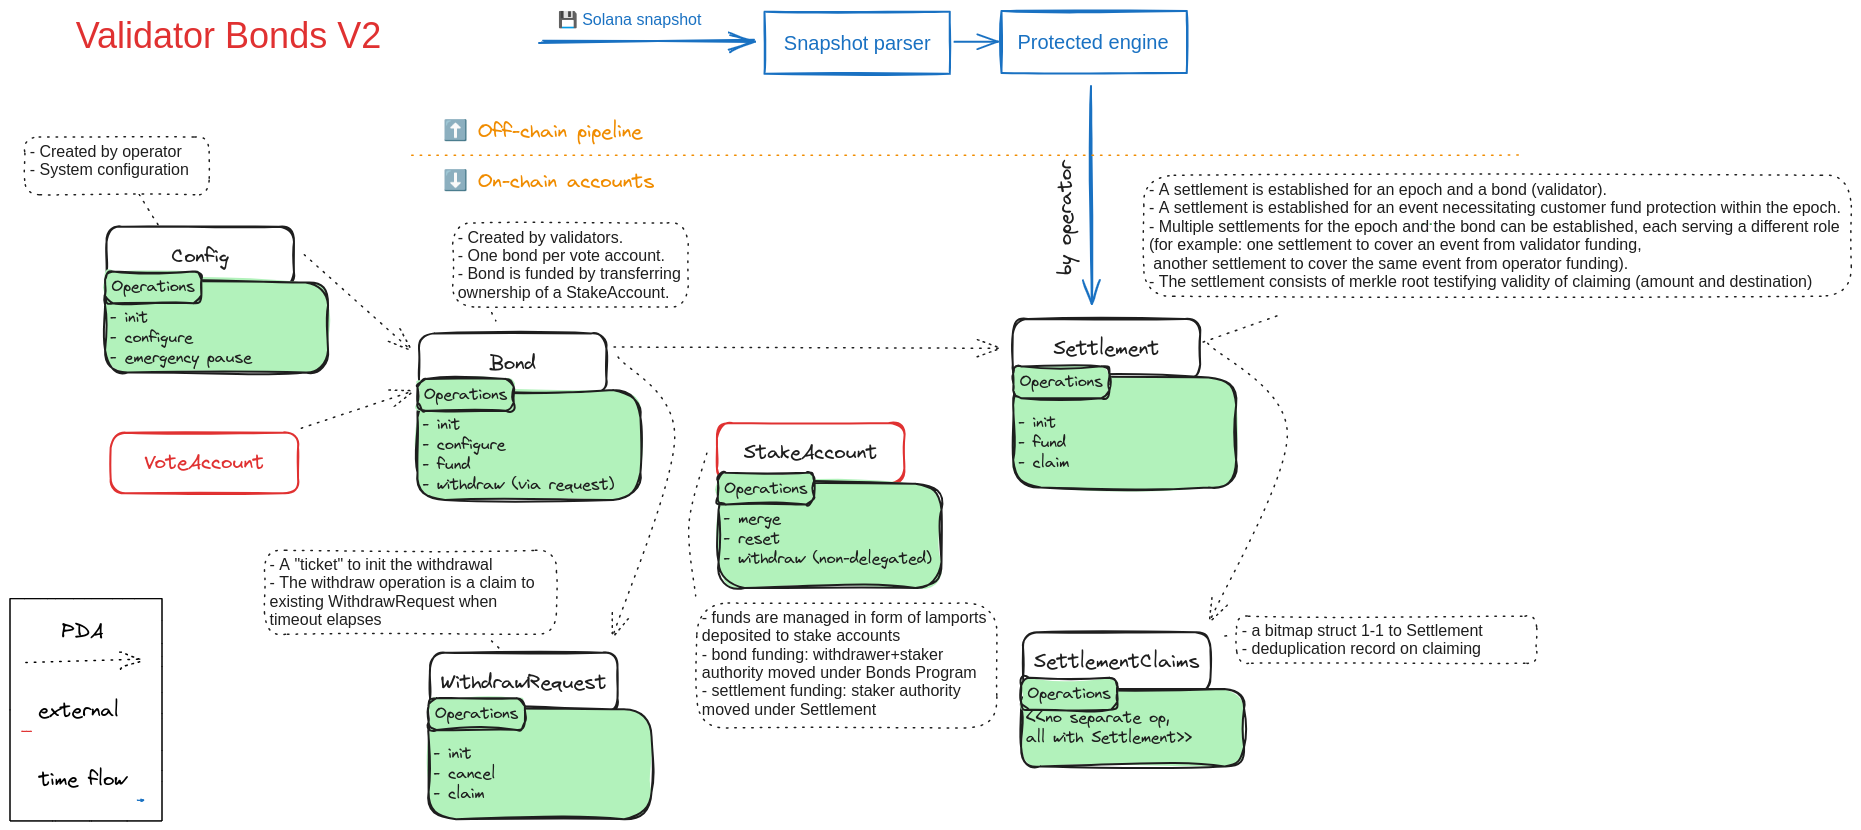 Validator Bonds V2
💾 Solana snapshot
Snapshot parser
Protected engine
⬆️ Off-chain pipeline
⬇️ On-chain accounts
by operator
- Created by operator
- System configuration
Config
Operations
- init
- configure
- emergency pause
VoteAccount
- Created by validators.
- One bond per vote account.
- Bond is funded by transferring
ownership of a StakeAccount.
Bond
Operations
- init
- configure
- fund
- withdraw (via request)
- A settlement is established for an epoch and a bond (validator).
- A settlement is established for an event necessitating customer fund protection within the epoch.
- Multiple settlements for the epoch and the bond can be established, each serving a different role
(for example: one settlement to cover an event from validator funding,
another settlement to cover the same event from operator funding).
- The settlement consists of merkle root testifying validity of claiming (amount and destination)
Settlement
Operations
- init
- fund
- claim
StakeAccount
Operations
- merge
- reset
- withdraw (non-delegated)
- funds are managed in form of lamports
deposited to stake accounts
- bond funding: withdrawer+staker
authority moved under Bonds Program
- settlement funding: staker authority
moved under Settlement
- A "ticket" to init the withdrawal
- The withdraw operation is a claim to
existing WithdrawRequest when
timeout elapses
WithdrawRequest
Operations
- init
- cancel
- claim
- a bitmap struct 1-1 to Settlement
- deduplication record on claiming
SettlementClaims
Operations
<<no separate op,
all with Settlement>>
PDA
external
time flow